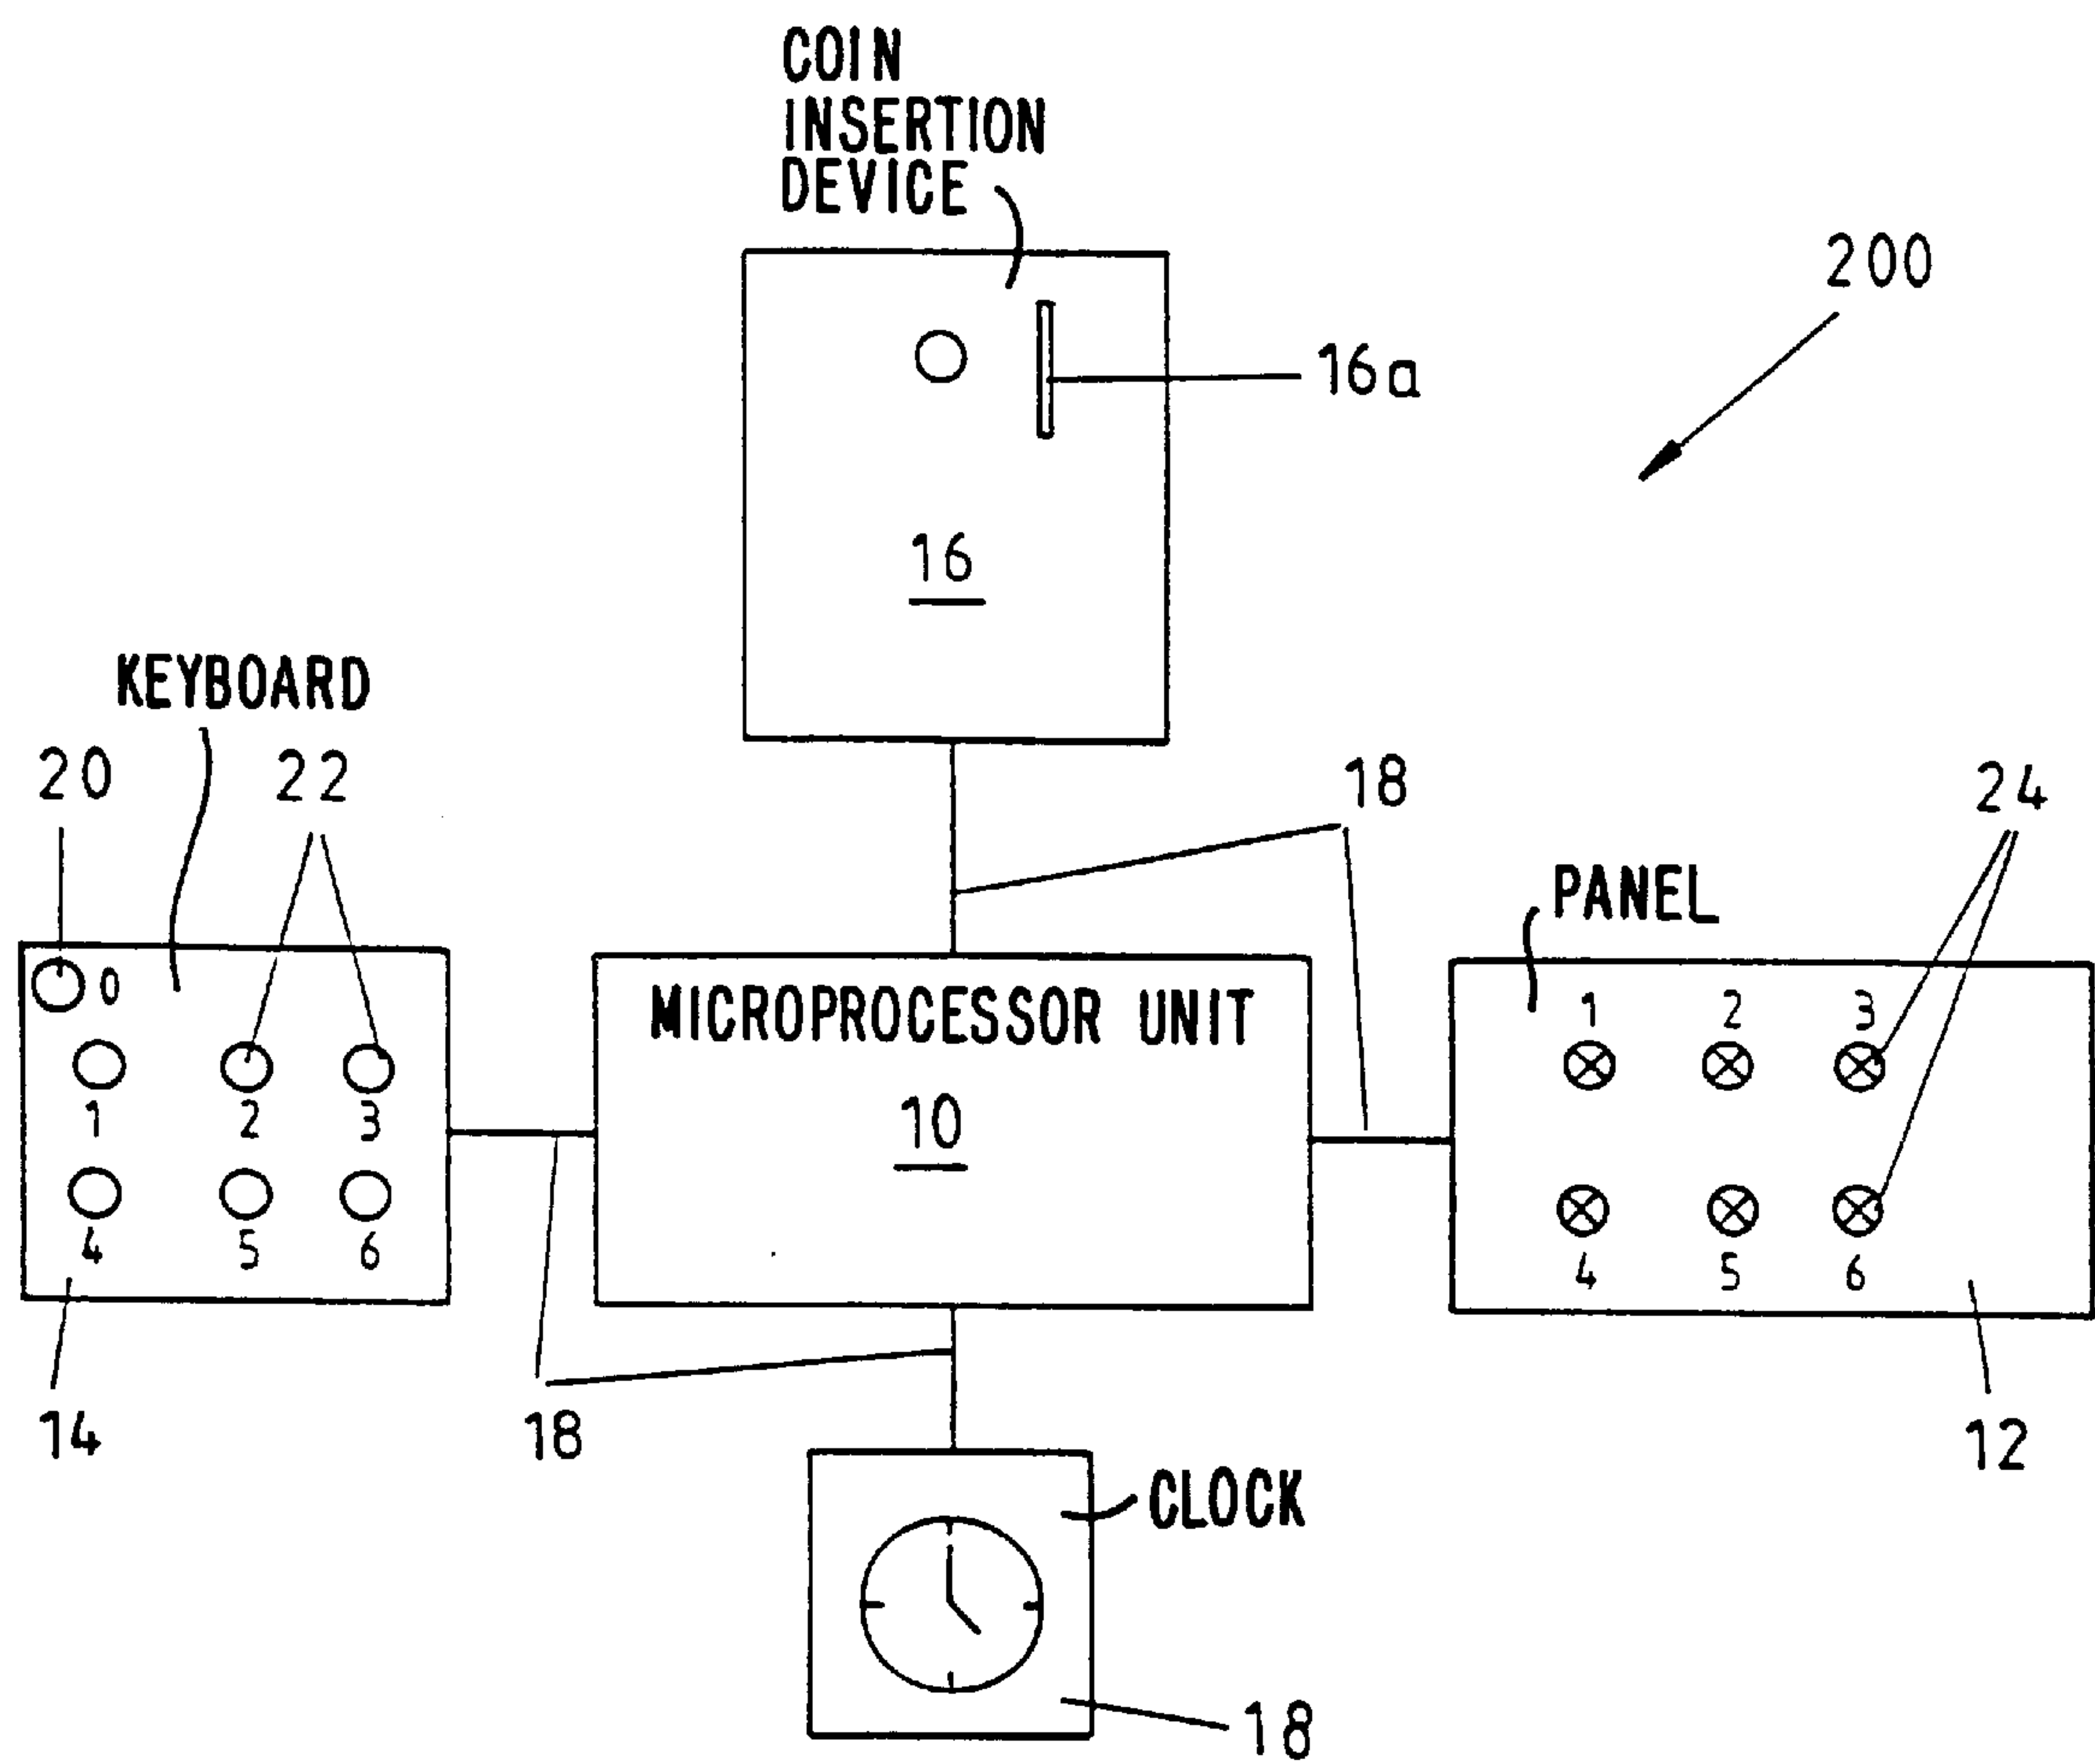 COIN
INSERTION
DEVICE
200
16a
16
KEYBOARD
20 22
18
24
PANEL
0
1 2 3
4 5 6
MICROPROCESSOR UNIT
10
1 2 3
4 5 6
14
18
12
CLOCK
18